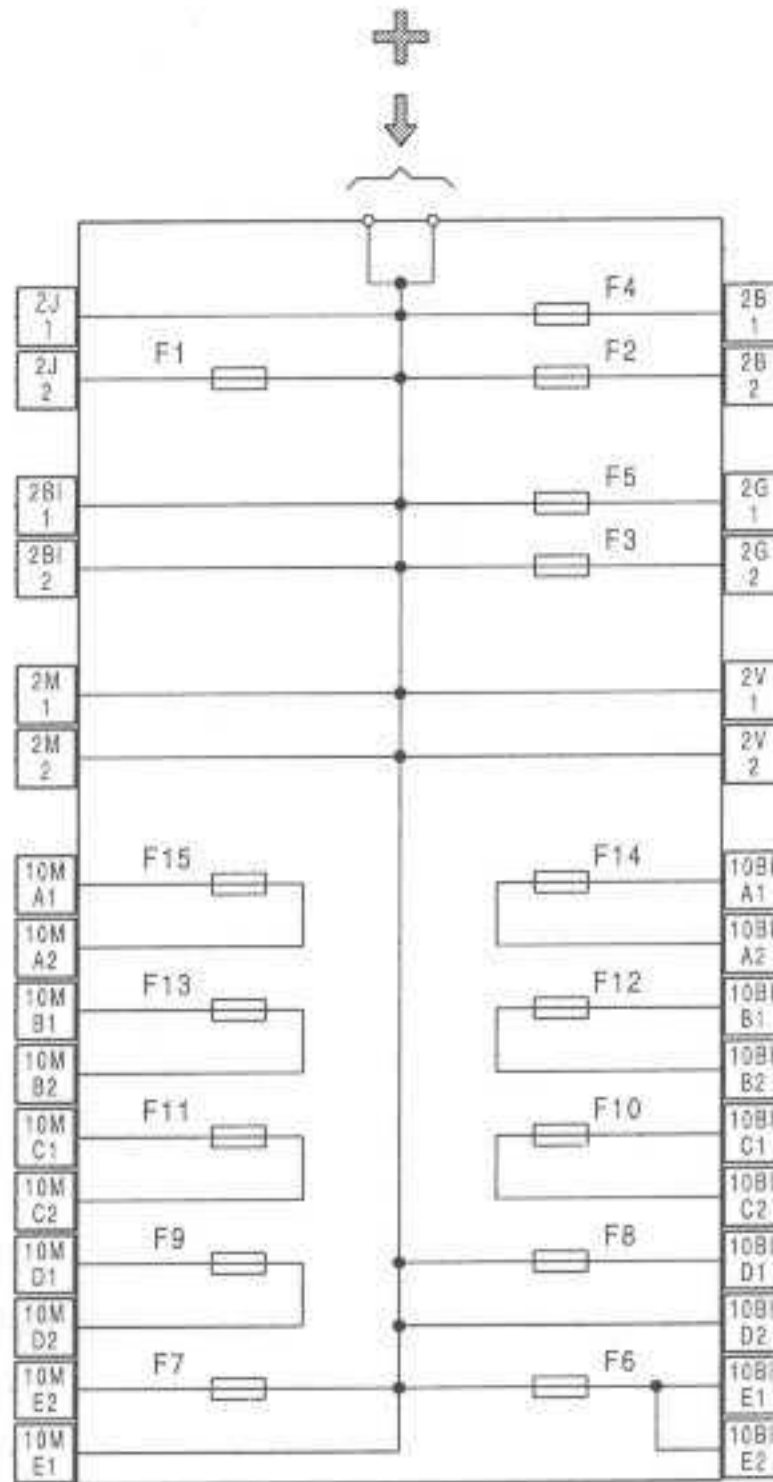 +
F4
2J
1
2B
1
F1
F2
2J
2
2B
2
F5
2BI
1
2G
1
F3
2BI
2
2G
2
2M
1
2V
1
2M
2
2V
2
F15
F14
10M
A1
10BI
A1
10M
A2
10BI
A2
F13
F12
10M
B1
10BI
B1
10M
B2
10BI
B2
F11
F10
10M
C1
10BI
C1
10M
C2
10BI
C2
F9
F8
10M
D1
10BI
D1
10M
D2
10BI
D2
F7
F6
10M
E2
10BI
E1
10M
E1
10BI
E2